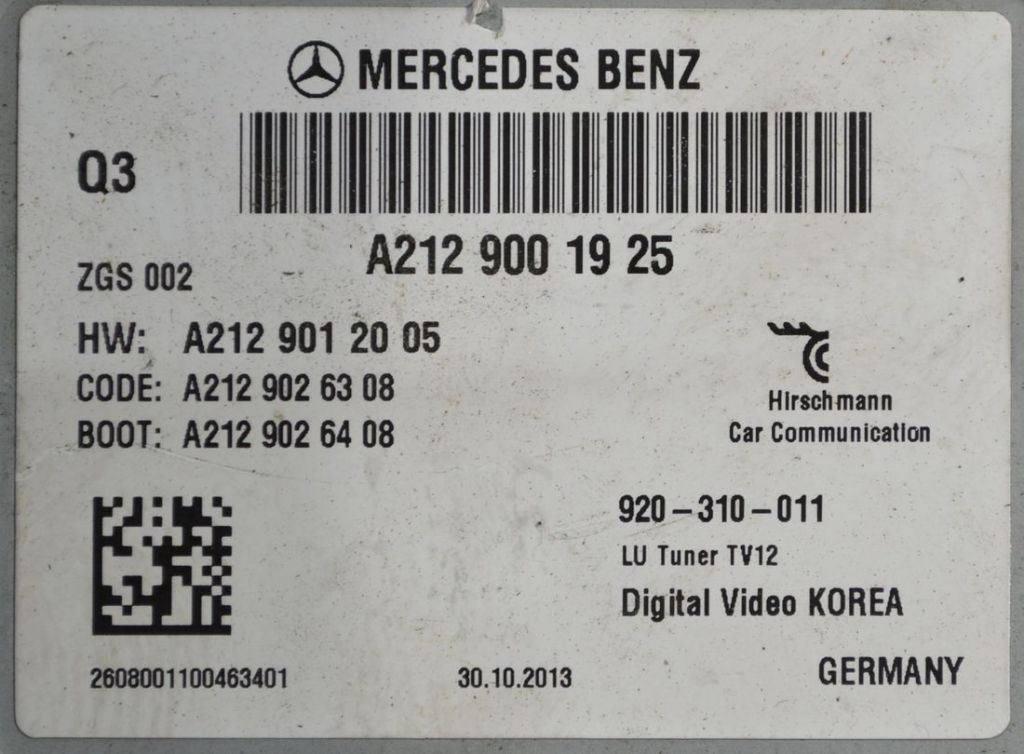 MERCEDES BENZ
Q3
A212 900 19 25
ZGS 002
HW: A212 901 20 05
CODE: A212 902 63 08
BOOT: A212 902 64 08
Hirschmann
Car Communication
920-310-011
LU Tuner TV12
Digital Video KOREA
2608001100463401
30.10.2013
GERMANY